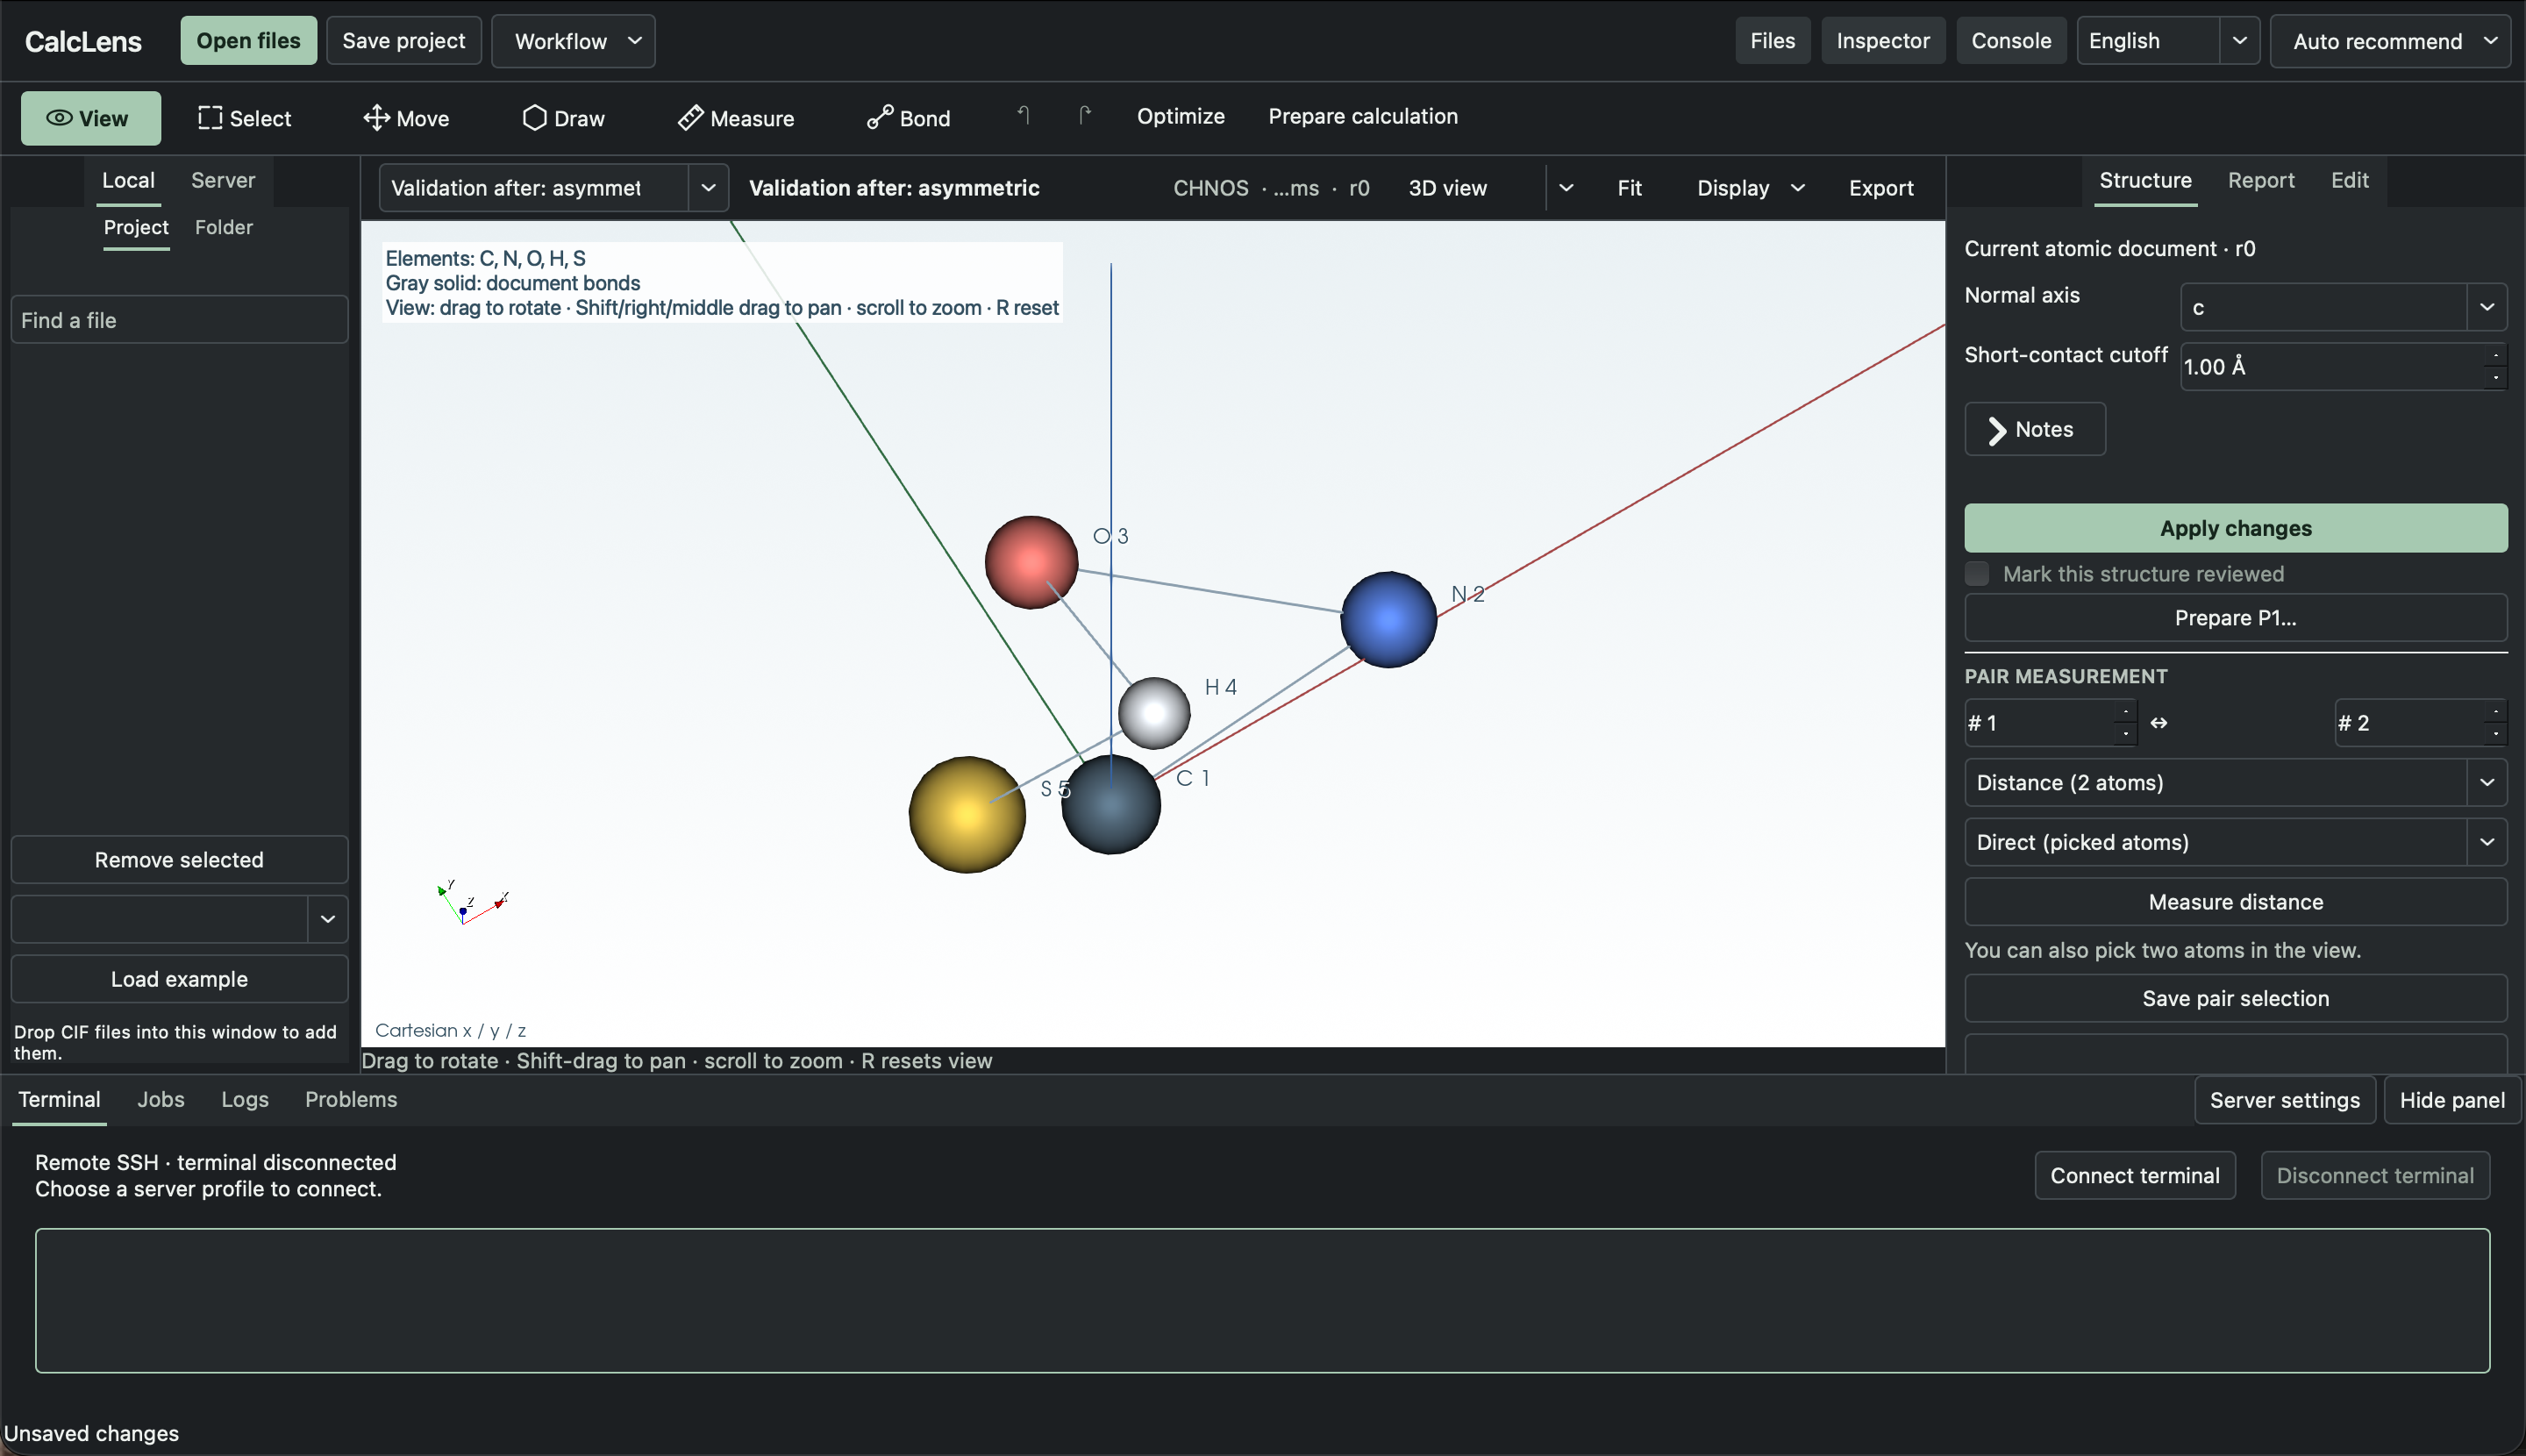 CalcLens
Open files
Save project
Workflow
Files
Inspector
Console
English
Auto recommend
View
Select
Move
Draw
Measure
Bond
Optimize
Prepare calculation
Local
Server
Project
Folder
Find a file
Remove selected
Load example
Drop CIF files into this window to add
them.
Validation after: asymmet
Validation after: asymmetric
CHNOS · ...ms · r0
3D view
Fit
Display
Export
Elements: C, N, O, H, S
Gray solid: document bonds
View: drag to rotate · Shift/right/middle drag to pan · scroll to zoom · R reset
O 3
N 2
H 4
S 5
C 1
Y
Z
X
Cartesian x / y / z
Drag to rotate · Shift-drag to pan · scroll to zoom · R resets view
Structure
Report
Edit
Current atomic document · r0
Normal axis
c
Short-contact cutoff
1.00 Å
Notes
Apply changes
Mark this structure reviewed
Prepare P1...
PAIR MEASUREMENT
# 1
↔
# 2
Distance (2 atoms)
Direct (picked atoms)
Measure distance
You can also pick two atoms in the view.
Save pair selection
Terminal
Jobs
Logs
Problems
Server settings
Hide panel
Remote SSH · terminal disconnected
Choose a server profile to connect.
Connect terminal
Disconnect terminal
Unsaved changes